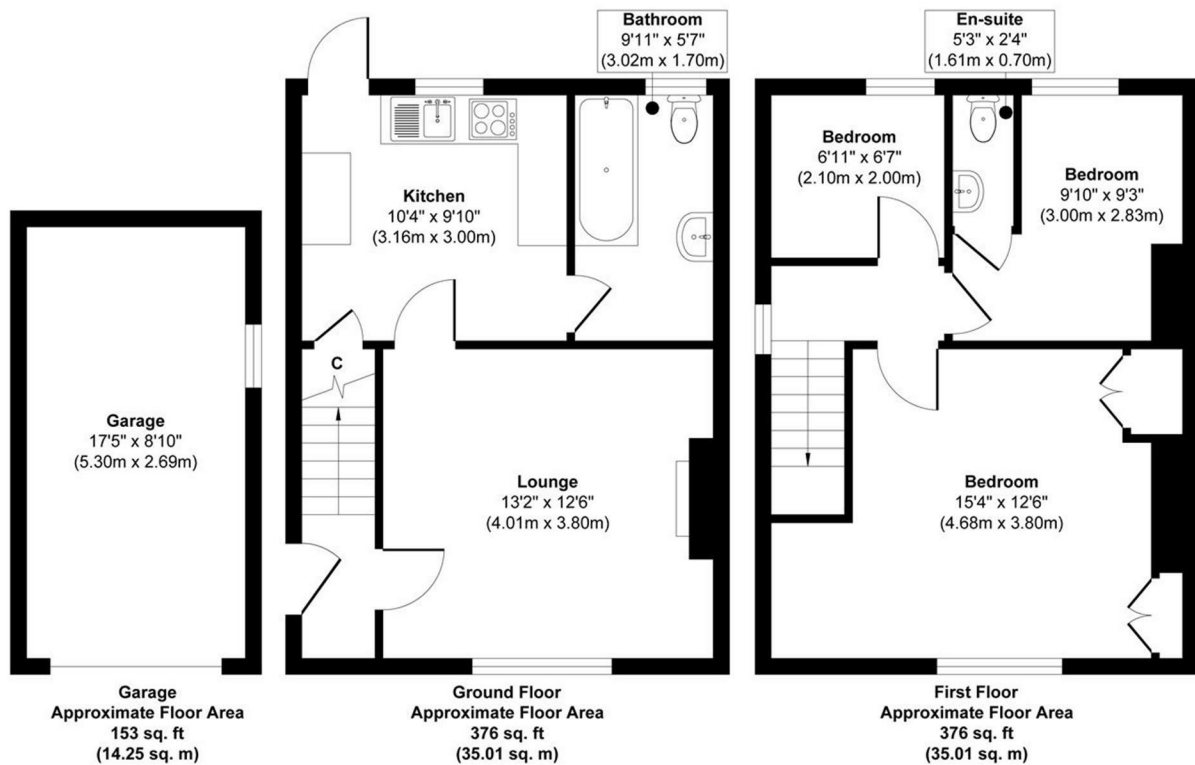 Bathroom
9'11" x 5'7"
(3.02m x 1.70m)
En-suite
5'3" x 2'4"
(1.61m x 0.70m)
Kitchen
10'4" x 9'10"
(3.16m x 3.00m)
Bedroom
6'11" x 6'7"
(2.10m x 2.00m)
Bedroom
9'10" x 9'3"
(3.00m x 2.83m)
C
Garage
17'5" x 8'10"
(5.30m x 2.69m)
Lounge
13'2" x 12'6"
(4.01m x 3.80m)
Bedroom
15'4" x 12'6"
(4.68m x 3.80m)
Garage
Approximate Floor Area
153 sq. ft
(14.25 sq. m)
Ground Floor
Approximate Floor Area
376 sq. ft
(35.01 sq. m)
First Floor
Approximate Floor Area
376 sq. ft
(35.01 sq. m)